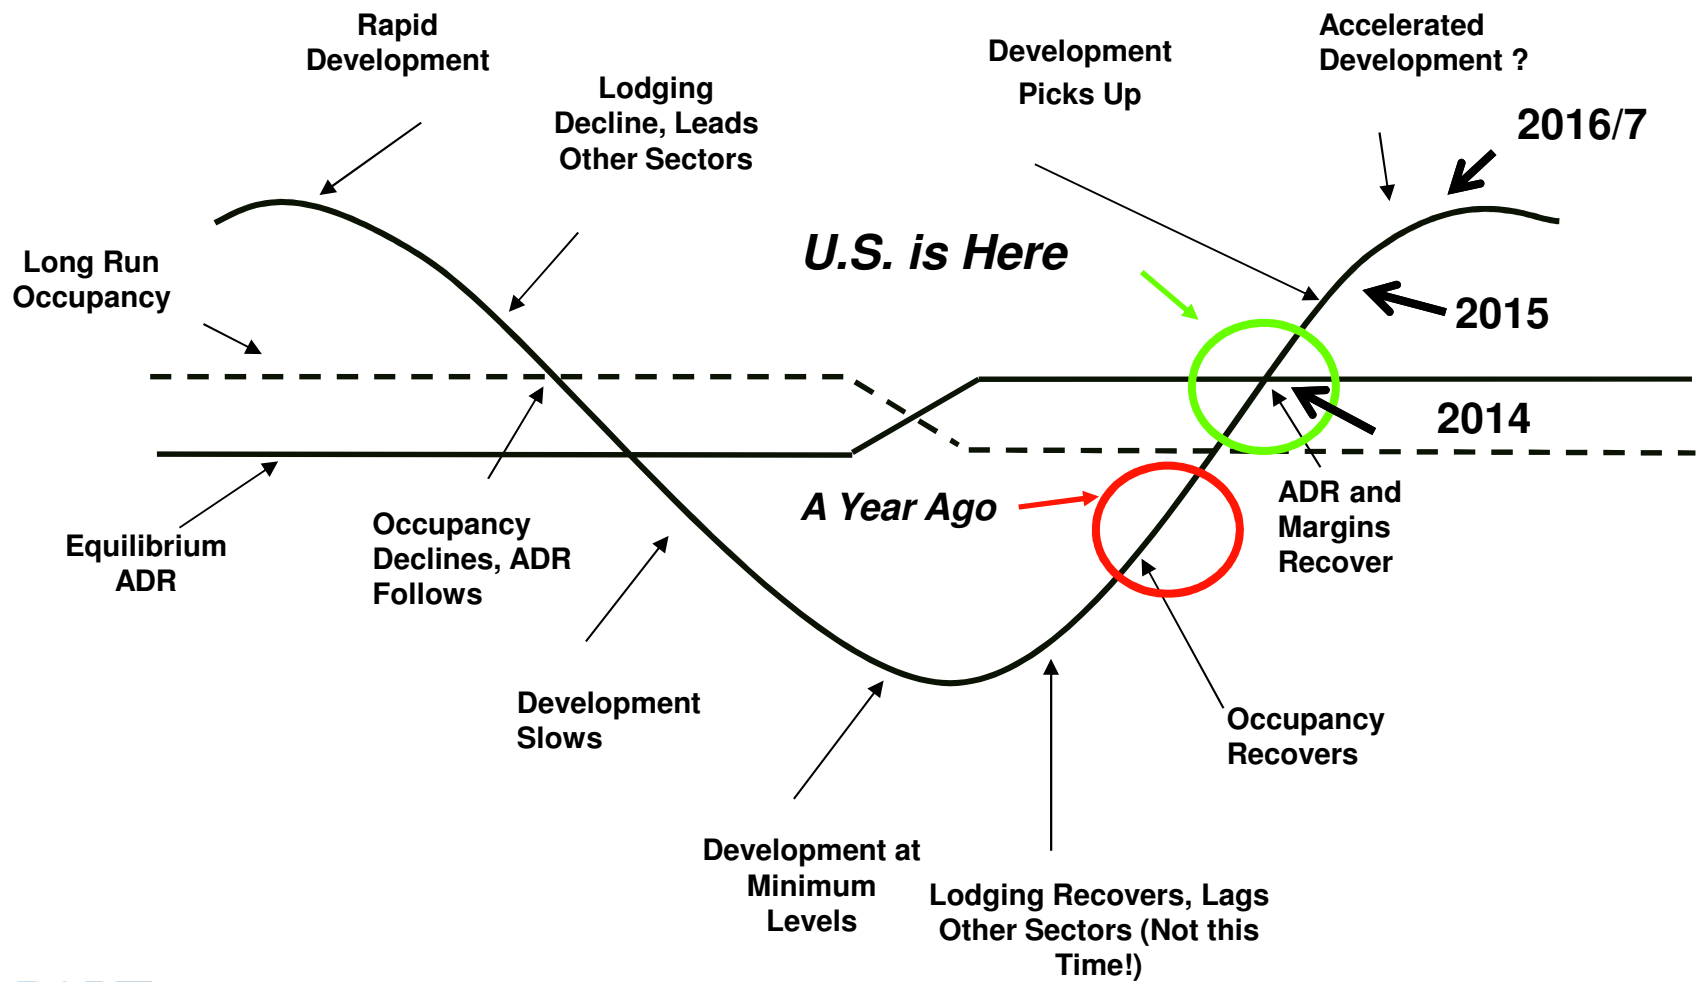 Rapid
Development
Lodging
Decline, Leads
Other Sectors
Development
Picks Up
Accelerated
Development ?
2016/7
Long Run
Occupancy
U.S. is Here
2015
2014
A Year Ago
ADR and
Margins
Recover
Equilibrium
ADR
Occupancy
Declines, ADR
Follows
Development
Slows
Occupancy
Recovers
Development at
Minimum
Levels
Lodging Recovers, Lags
Other Sectors (Not this
Time!)